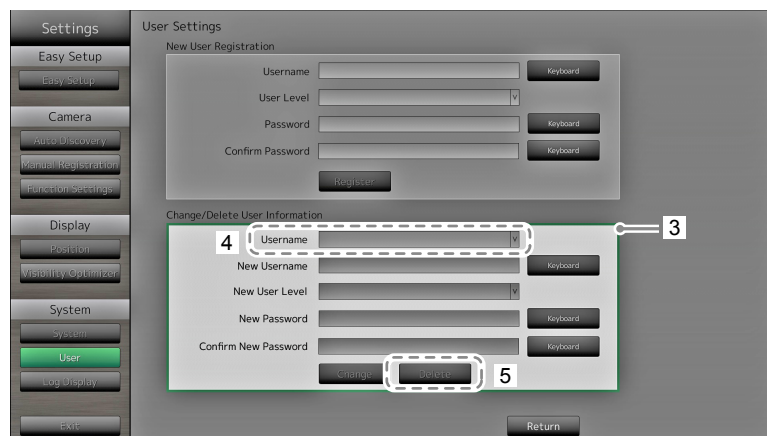 Settings
Easy Setup
Easy Setup
Camera
Auto Discovery
Manual Registration
Function Settings
Display
Position
Visibility Optimizer
System
System
User
Log Display
Exit
User Settings
New User Registration
Username
Keyboard
User Level
v
Password
Keyboard
Confirm Password
Keyboard
Register
Change/Delete User Information
3
4
Username
v
New Username
Keyboard
New User Level
v
New Password
Keyboard
Confirm New Password
Keyboard
Change
Delete
5
Return